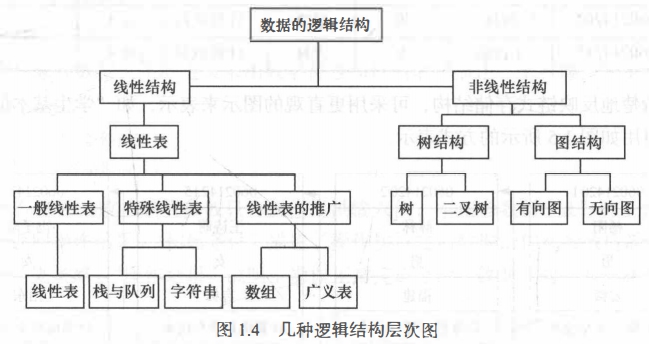 数据的逻辑结构
线性结构
非线性结构
线性表
树结构
图结构
一般线性表
特殊线性表
线性表的推广
树
二叉树
有向图
无向图
线性表
栈与队列
字符串
数组
广义表
图1.4 几种逻辑结构层次图